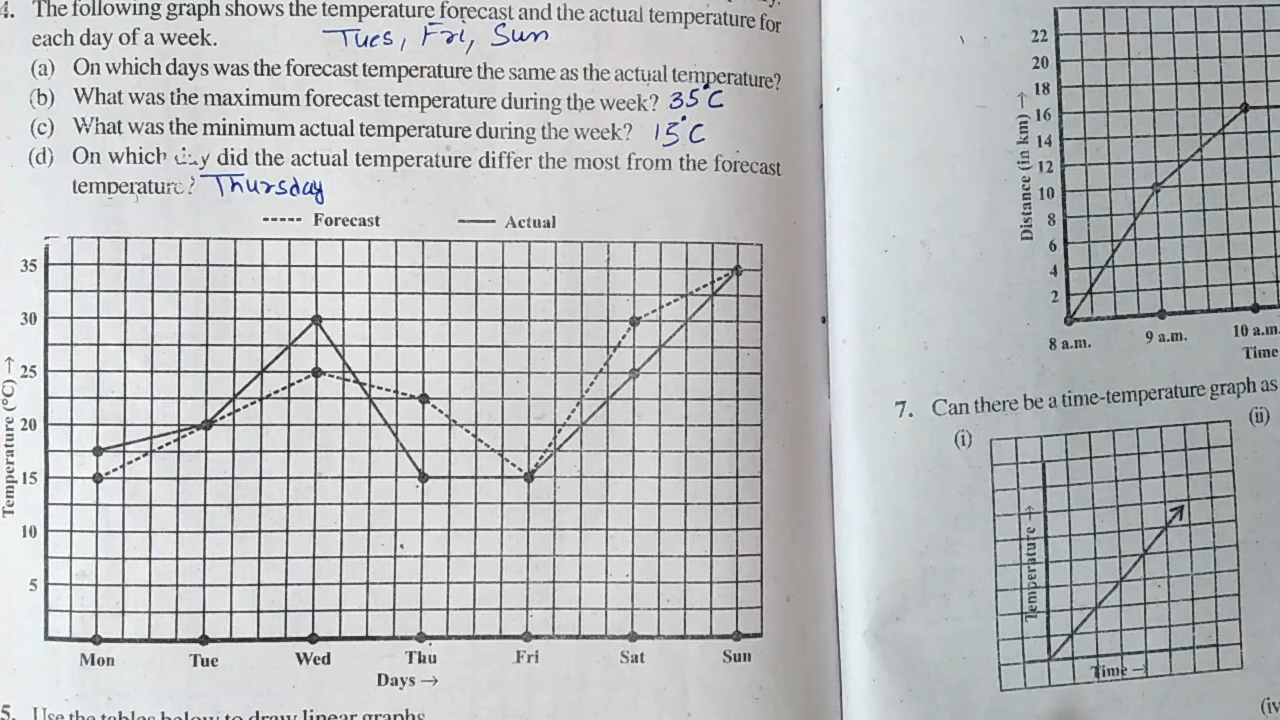 4. The following graph shows the temperature forecast and the actual temperature for
each day of a week. Tues, Fri, Sun
(a) On which days was the forecast temperature the same as the actual temperature?
(b) What was the maximum forecast temperature during the week? 35°C
(c) What was the minimum actual temperature during the week? 15°C
(d) On which day did the actual temperature differ the most from the forecast
temperature? Thursday
Forecast Actual
35
30
25
20
15
10
5
Temperature (°C) →
Mon Tue Wed Thu Fri Sat Sun
Days →
5. Use the tables below to draw linear graphs.
22
20
18
16
14
12
10
8
6
4
2
Distance (in km) →
8 a.m. 9 a.m. 10 a.m.
Time
7. Can there be a time-temperature graph as
(i) (ii)
Temperature →
Time →
(iv